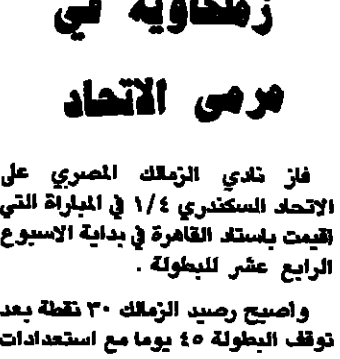 زملكاوية في
مرمى الاتحاد
فاز نادي الزمالك المصري على
الاتحاد السكندري ١/٤ في المباراة التي
اقيمت باستاد القاهرة في بداية الاسبوع
الرابع عشر للبطولة .
واصبح رصيد الزمالك ٣٠ نقطة بعد
توقف البطولة ٤٥ يوما مع استعدادات